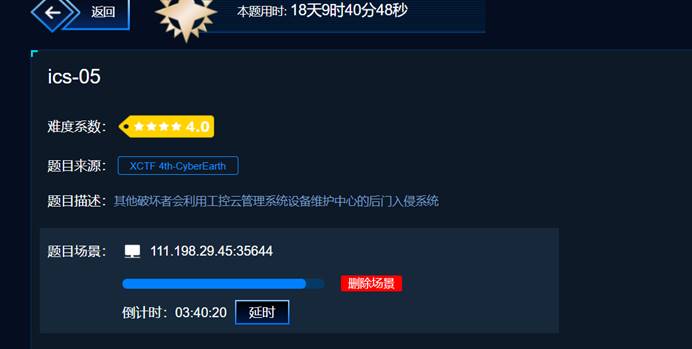 返回
本题用时: 18天9时40分48秒
ics-05
难度系数: 4.0
题目来源: XCTF 4th-CyberEarth
题目描述: 其他破坏者会利用工控云管理系统设备维护中心的后门入侵系统
题目场景: 111.198.29.45:35644
删除场景
倒计时: 03:40:20 延时